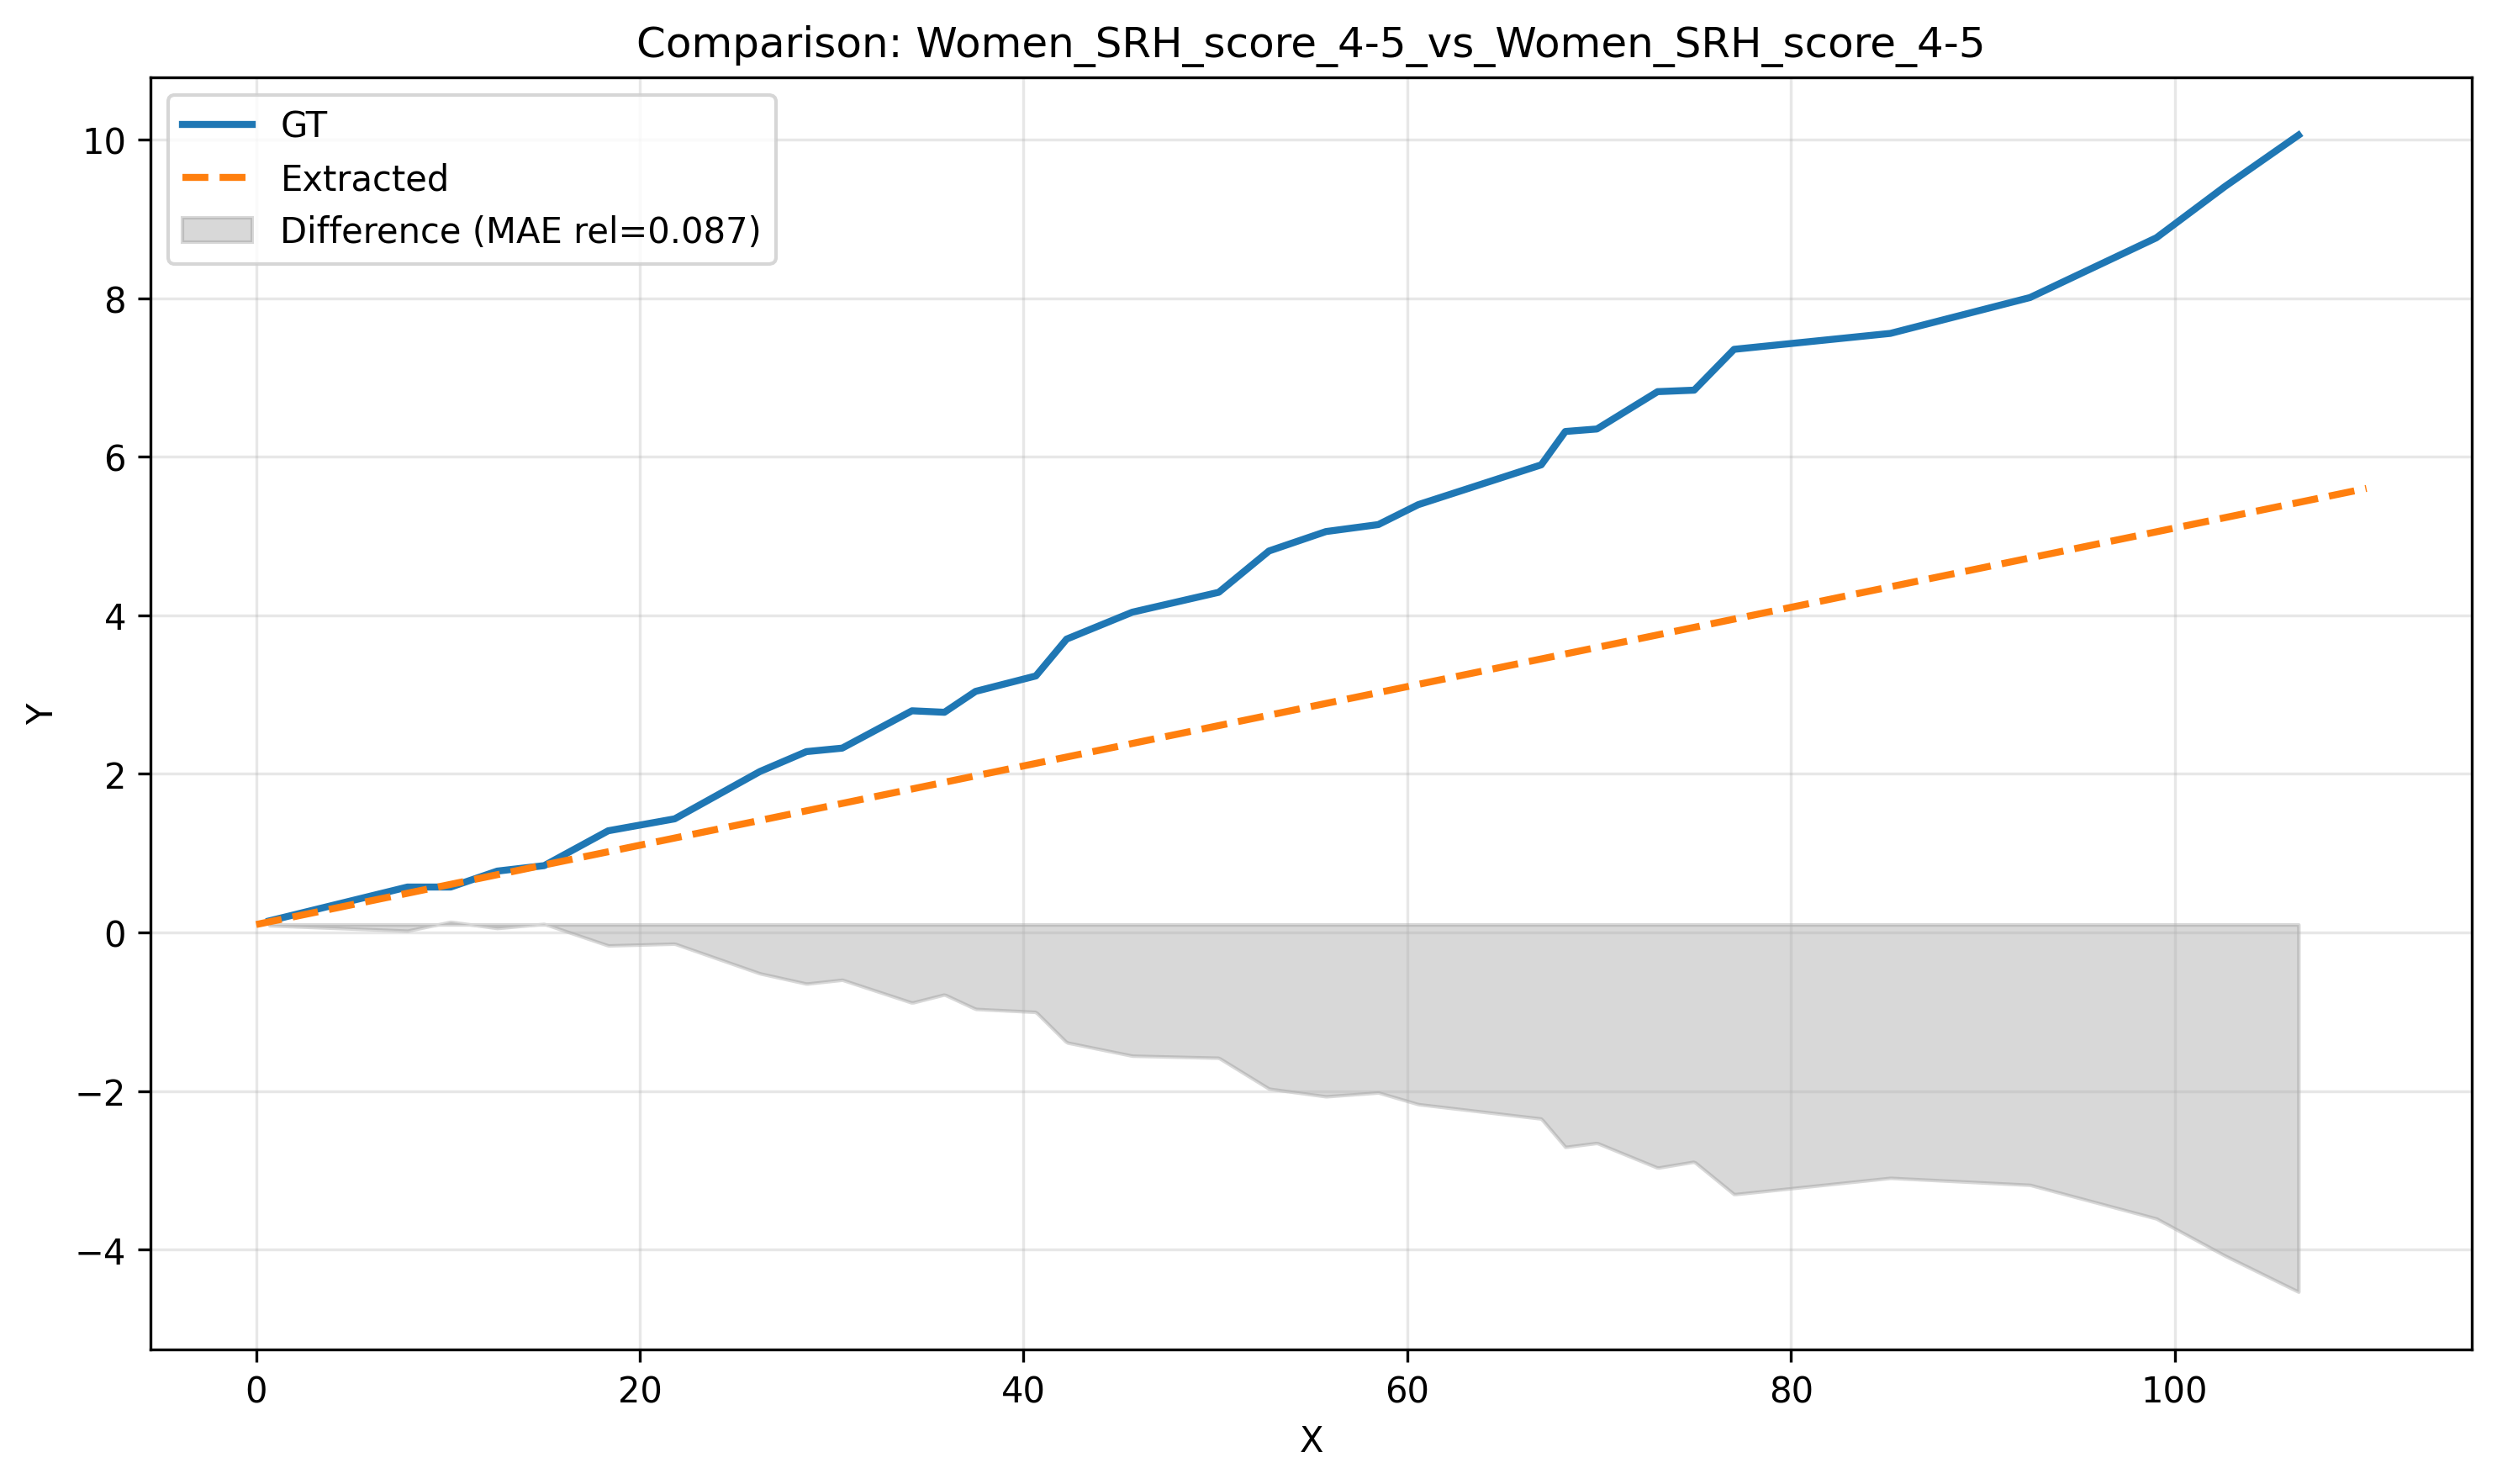 Comparison: Women_SRH_score_4-5_vs_Women_SRH_score_4-5
GT
Extracted
Difference (MAE rel=0.087)
10
8
6
4
2
0
−2
−4
Y
0 20 40 60 80 100
X